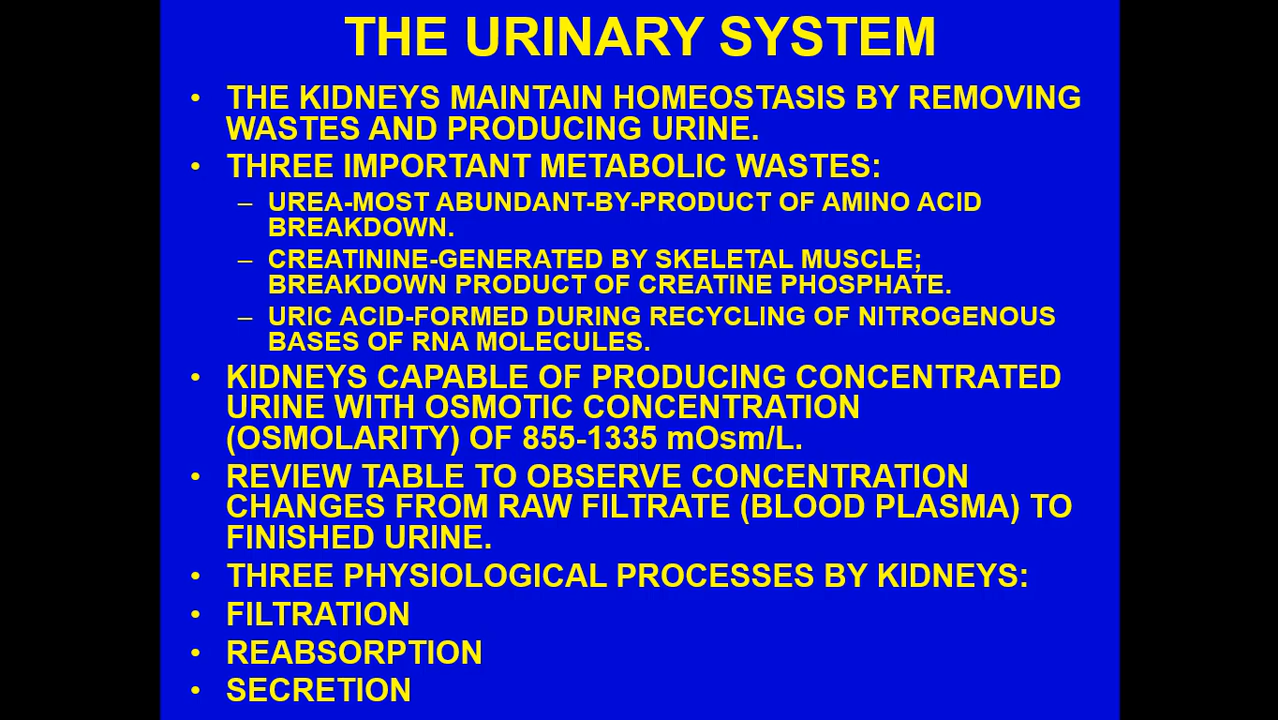 THE URINARY SYSTEM
• THE KIDNEYS MAINTAIN HOMEOSTASIS BY REMOVING
WASTES AND PRODUCING URINE.
• THREE IMPORTANT METABOLIC WASTES:
– UREA-MOST ABUNDANT-BY-PRODUCT OF AMINO ACID
BREAKDOWN.
– CREATININE-GENERATED BY SKELETAL MUSCLE;
BREAKDOWN PRODUCT OF CREATINE PHOSPHATE.
– URIC ACID-FORMED DURING RECYCLING OF NITROGENOUS
BASES OF RNA MOLECULES.
• KIDNEYS CAPABLE OF PRODUCING CONCENTRATED
URINE WITH OSMOTIC CONCENTRATION
(OSMOLARITY) OF 855-1335 mOsm/L.
• REVIEW TABLE TO OBSERVE CONCENTRATION
CHANGES FROM RAW FILTRATE (BLOOD PLASMA) TO
FINISHED URINE.
• THREE PHYSIOLOGICAL PROCESSES BY KIDNEYS:
• FILTRATION
• REABSORPTION
• SECRETION